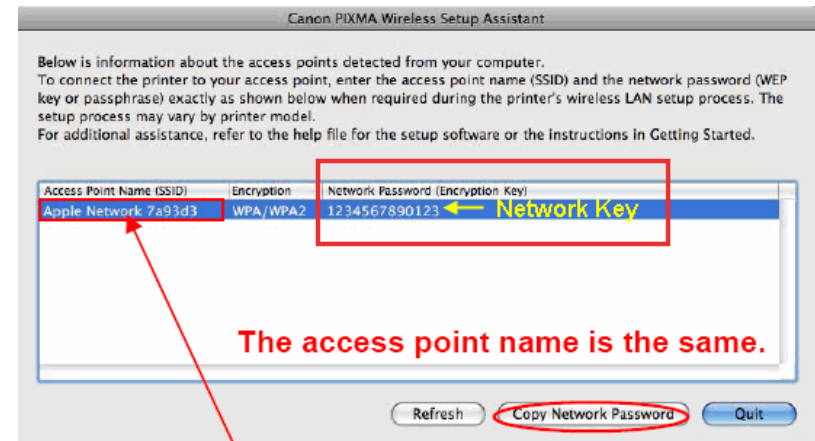 Canon PIXMA Wireless Setup Assistant
Below is information about the access points detected from your computer.
To connect the printer to your access point, enter the access point name (SSID) and the network password (WEP
key or passphrase) exactly as shown below when required during the printer's wireless LAN setup process. The
setup process may vary by printer model.
For additional assistance, refer to the help file for the setup software or the instructions in Getting Started.
Access Point Name (SSID) Encryption Network Password (Encryption Key)
Apple Network 7a93d3 WPA/WPA2 1234567890123 Network Key
The access point name is the same.
Refresh Copy Network Password Quit